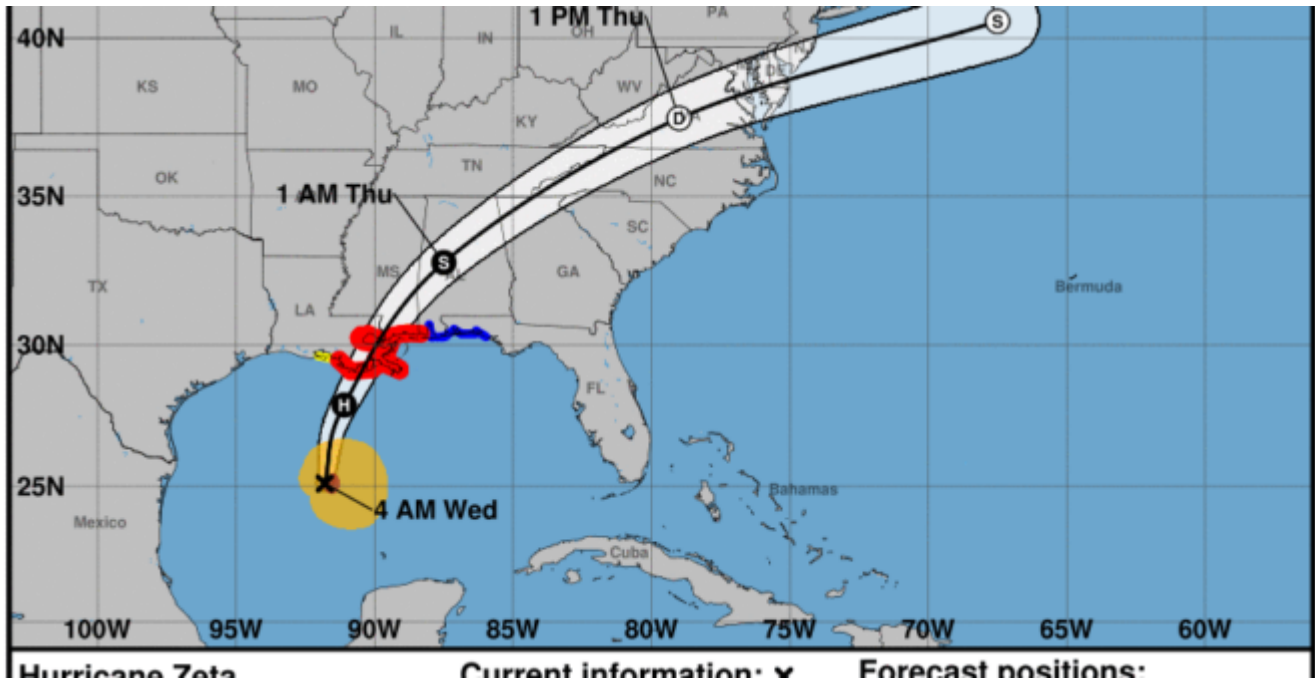 1 PM Thu
PA
40N
IL
IN
OH
NJ
DE
KS
MO
WV
KY
OK
TN
NC
35N
1 AM Thu
SC
MS
AL
GA
TX
LA
Bermuda
30N
FL
H
S
D
S
25N
4 AM Wed
Bahamas
Mexico
Cuba
100W 95W 90W 85W 80W 75W 70W 65W 60W
Hurricane Zeta Current information: x Forecast positions: